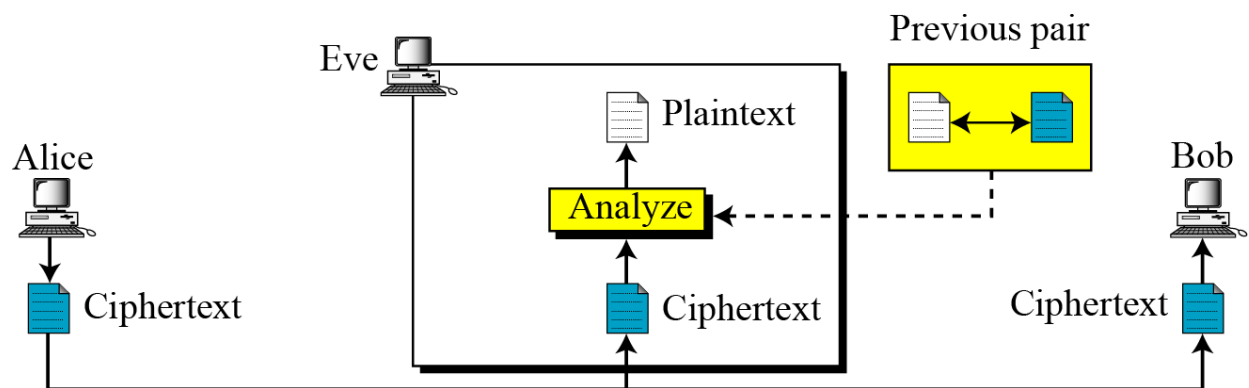 Previous pair
Eve
Plaintext
Alice
Bob
Analyze
Ciphertext
Ciphertext
Ciphertext